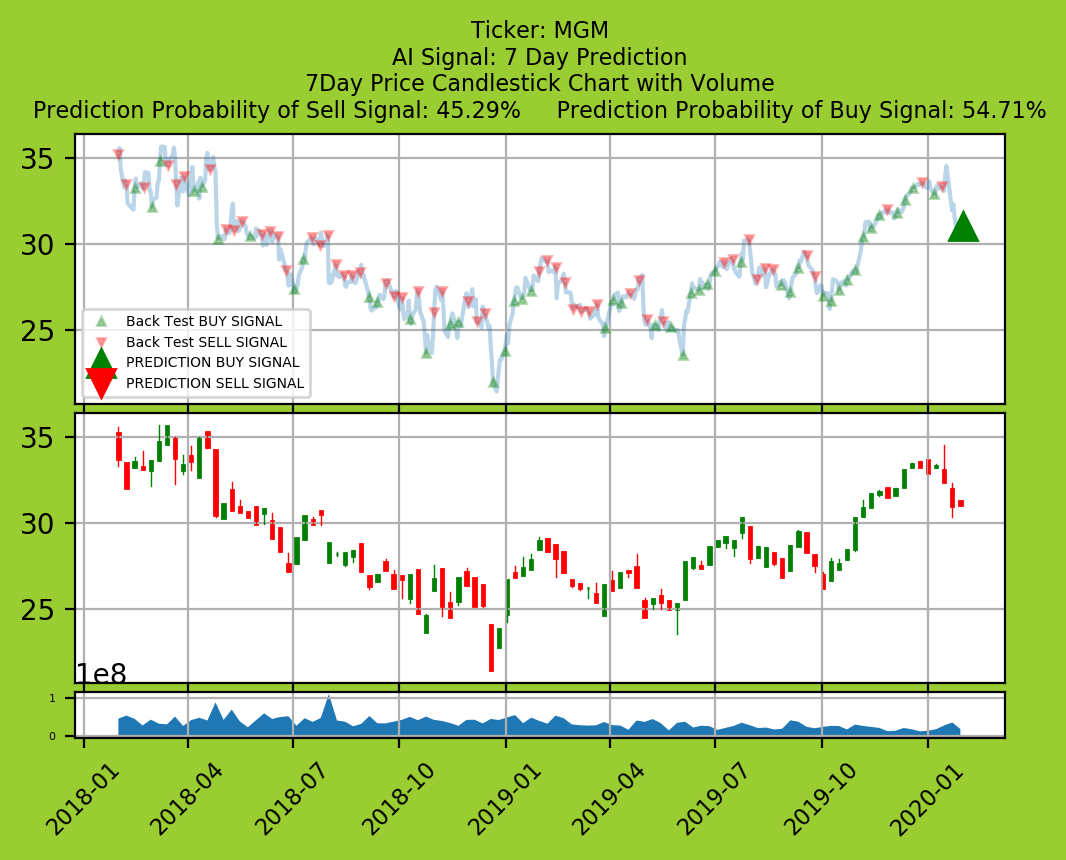 Ticker: MGM
AI Signal: 7 Day Prediction
7Day Price Candlestick Chart with Volume
Prediction Probability of Sell Signal: 45.29% Prediction Probability of Buy Signal: 54.71%
35
30
25
Back Test BUY SIGNAL
Back Test SELL SIGNAL
PREDICTION BUY SIGNAL
PREDICTION SELL SIGNAL
35
30
25
1e8
1
0
2018-01 2018-04 2018-07 2018-10 2019-01 2019-04 2019-07 2019-10 2020-01